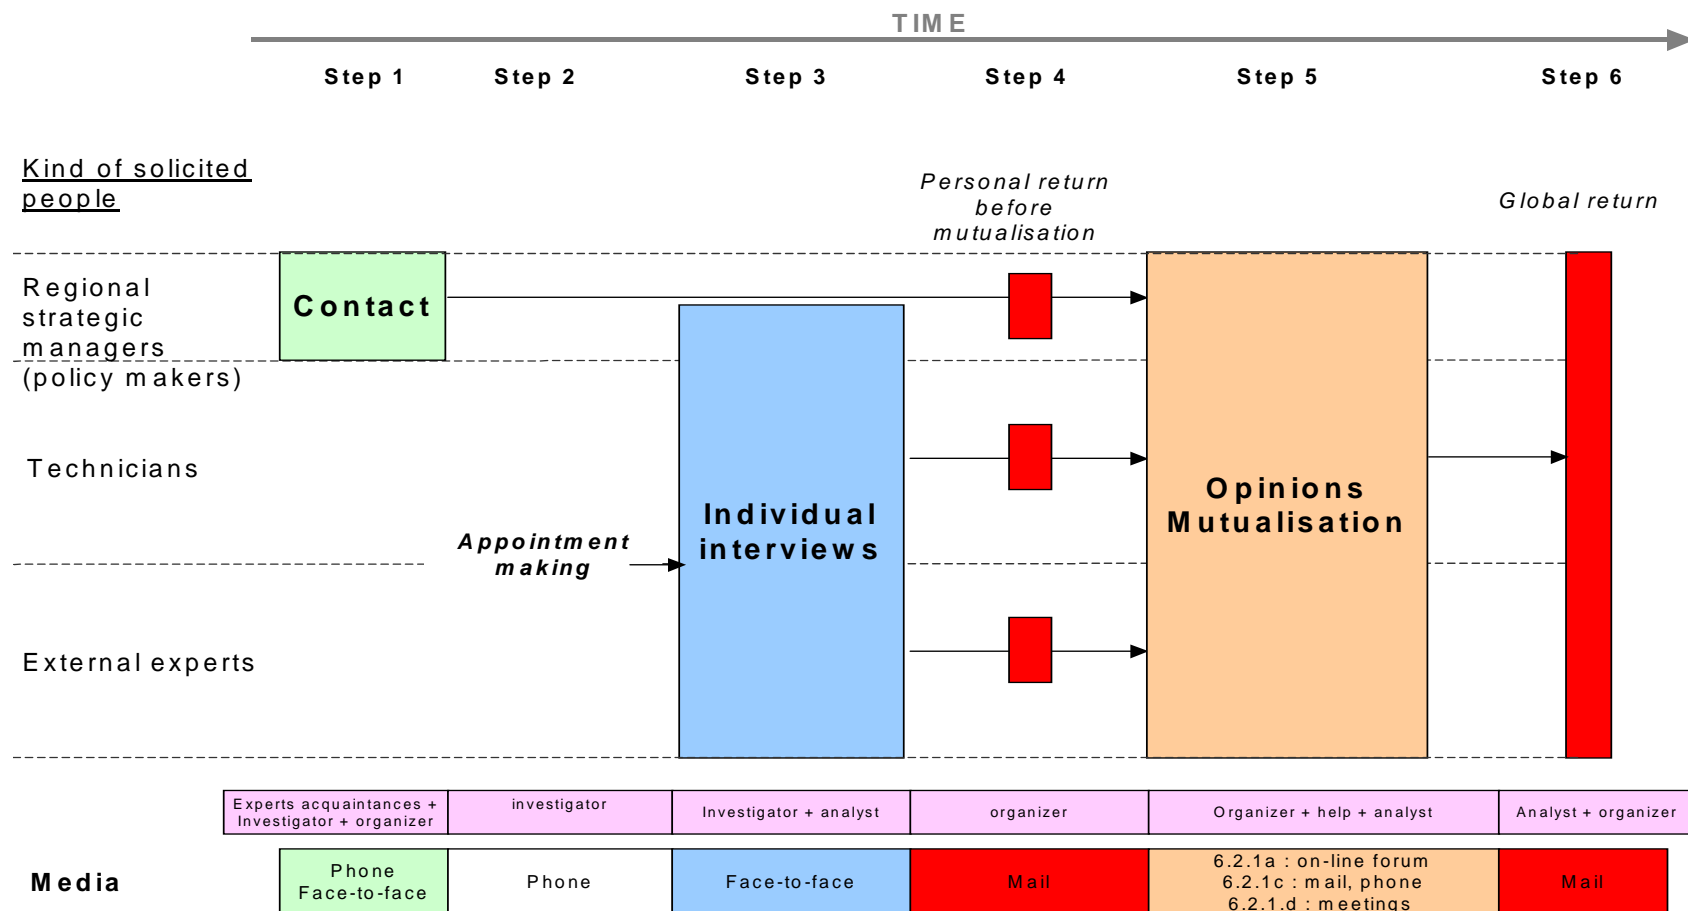 TIME
Step 1
Step 2
Step 3
Step 4
Step 5
Step 6
Kind of solicited
people
Personal return
before
mutualisation
Global return
Regional
strategic
managers
(policy makers)
Contact
Technicians
Individual
interviews
Opinions
Mutualisation
Appointment
making
External experts
Experts acquaintances +
Investigator + organizer
investigator
Investigator + analyst
organizer
Organizer + help + analyst
Analyst + organizer
Media
Phone
Face-to-face
Phone
Face-to-face
Mail
6.2.1a : on-line forum
6.2.1c : mail, phone
6.2.1.d : meetings
Mail